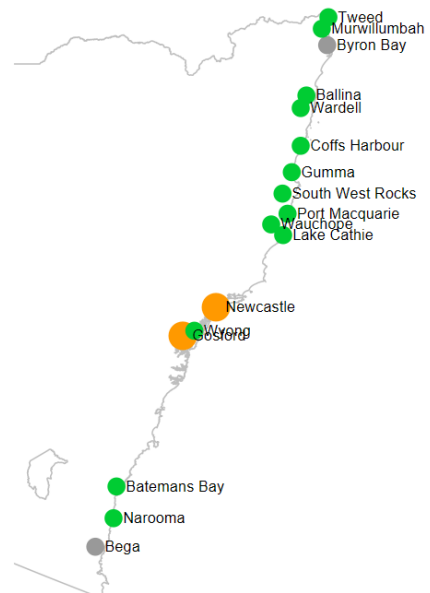 Tweed
Murwillumbah
Byron Bay
Ballina
Wardell
Coffs Harbour
Gumma
South West Rocks
Port Macquarie
Wauchope
Lake Cathie
Newcastle
Wyong
Gosford
Batemans Bay
Narooma
Bega